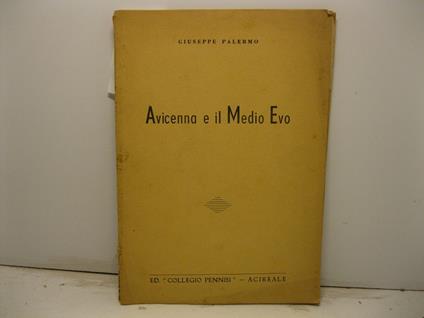 GIUSEPPE PALERMO
Avicenna e il Medio Evo
ED. "COLLEGIO PENNISI" - ACIREALE